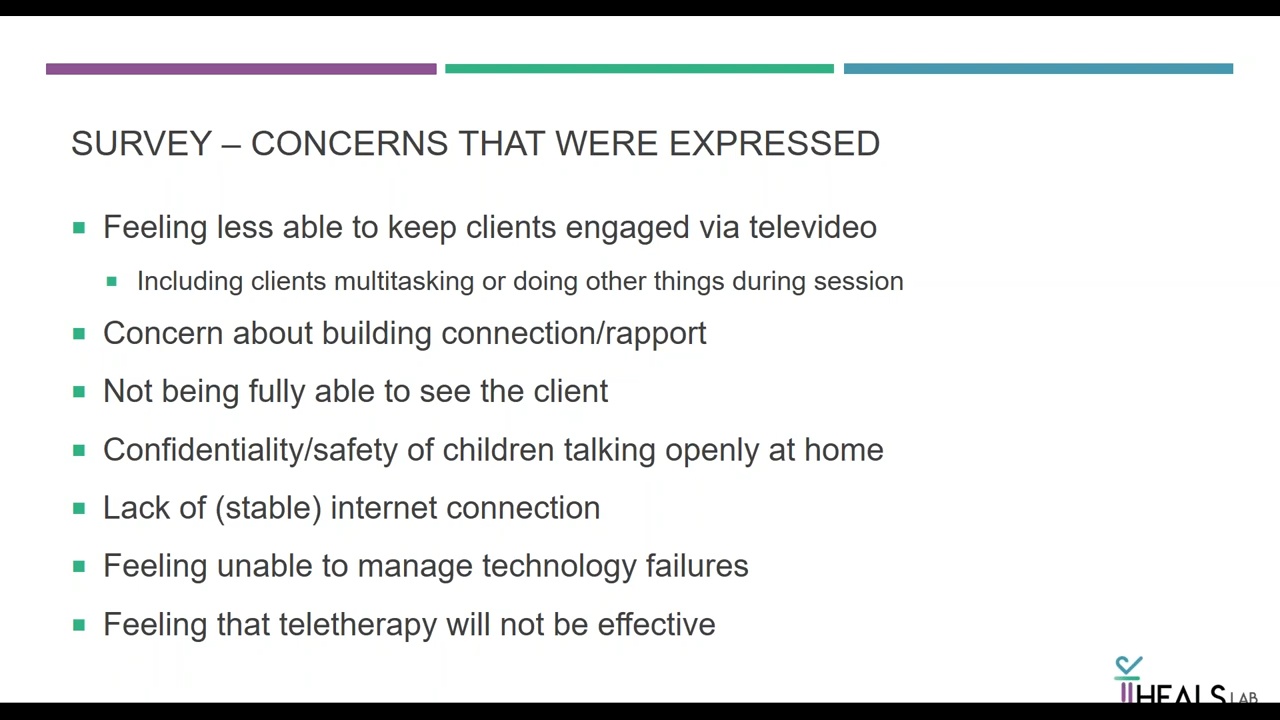 SURVEY – CONCERNS THAT WERE EXPRESSED
Feeling less able to keep clients engaged via televideo
Including clients multitasking or doing other things during session
Concern about building connection/rapport
Not being fully able to see the client
Confidentiality/safety of children talking openly at home
Lack of (stable) internet connection
Feeling unable to manage technology failures
Feeling that teletherapy will not be effective
HEALS LAB